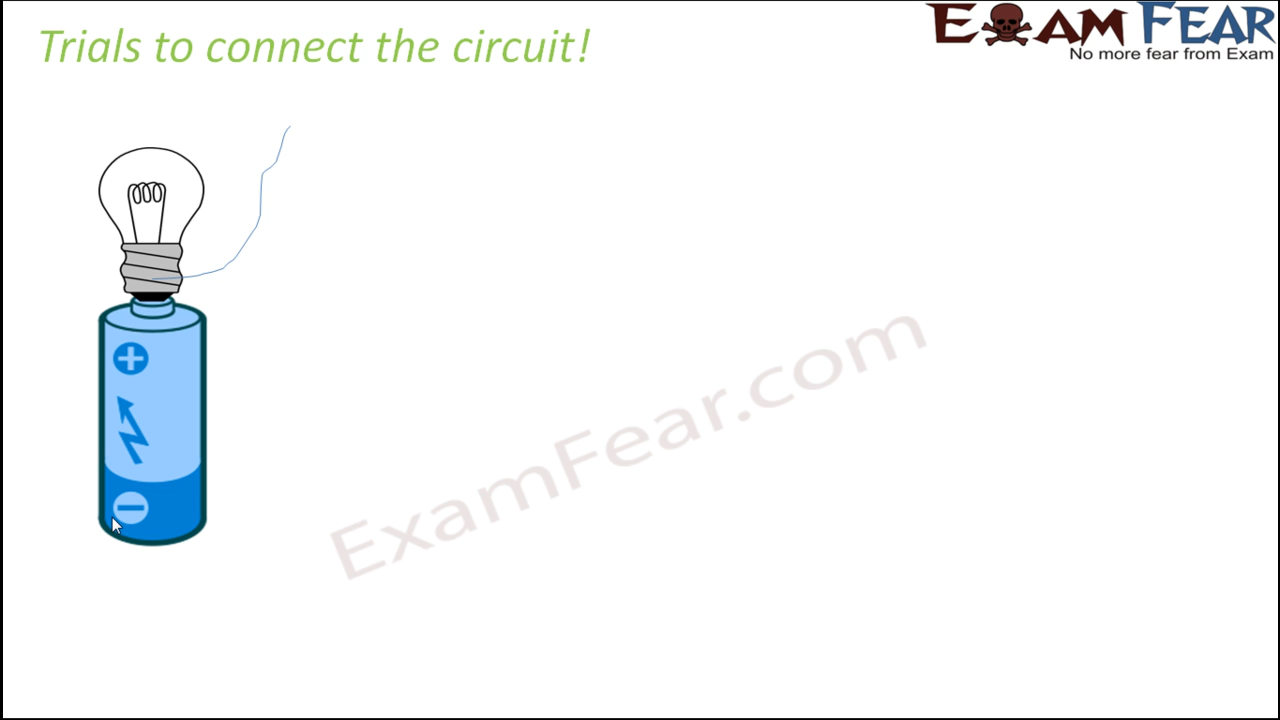 Trials to connect the circuit!
EXAM FEAR
No more fear from Exam
+
−
ExamFear.com